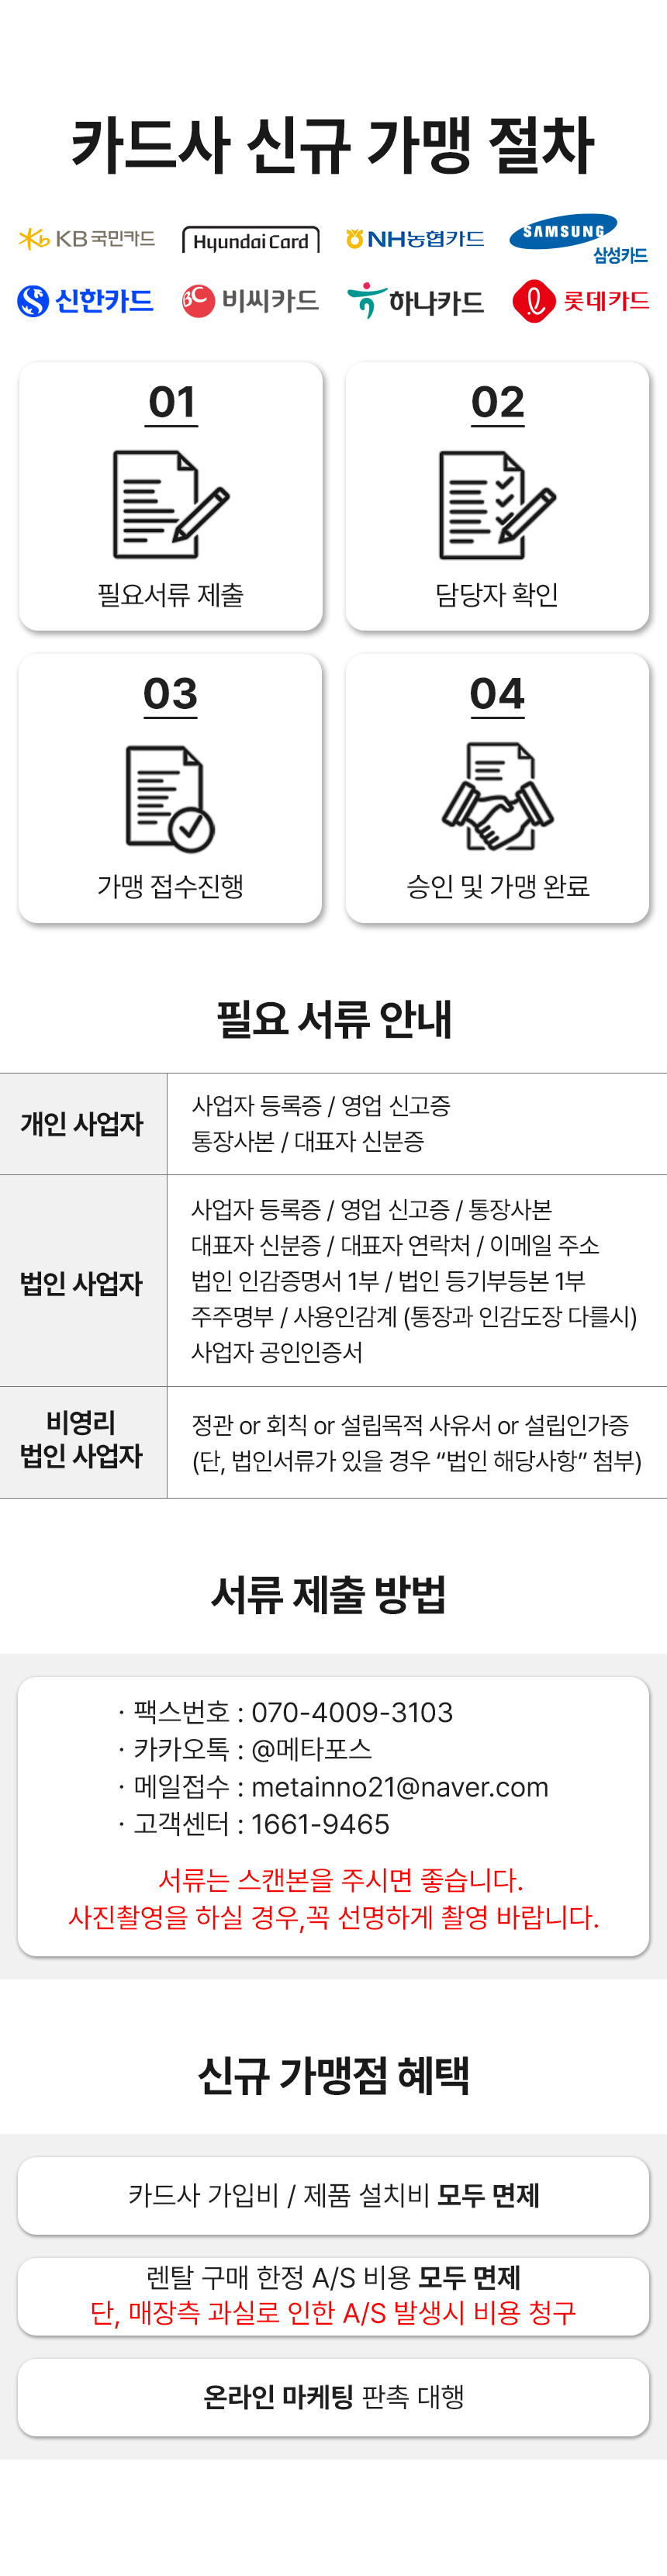 카드사 신규 가맹 절차
KB국민카드
Hyundai Card
NH농협카드
SAMSUNG
삼성카드
신한카드
BC 비씨카드
하나카드
롯데카드
01
필요서류 제출
02
담당자 확인
03
가맹 접수진행
04
승인 및 가맹 완료
필요 서류 안내
개인 사업자
사업자 등록증 / 영업 신고증
통장사본 / 대표자 신분증
법인 사업자
사업자 등록증 / 영업 신고증 / 통장사본
대표자 신분증 / 대표자 연락처 / 이메일 주소
법인 인감증명서 1부 / 법인 등기부등본 1부
주주명부 / 사용인감계 (통장과 인감도장 다를시)
사업자 공인인증서
비영리
법인 사업자
정관 or 회칙 or 설립목적 사유서 or 설립인가증
(단, 법인서류가 있을 경우 “법인 해당사항” 첨부)
서류 제출 방법
· 팩스번호 : 070-4009-3103
· 카카오톡 : @메타포스
· 메일접수 : metainno21@naver.com
· 고객센터 : 1661-9465
서류는 스캔본을 주시면 좋습니다.
사진촬영을 하실 경우,꼭 선명하게 촬영 바랍니다.
신규 가맹점 혜택
카드사 가입비 / 제품 설치비 모두 면제
렌탈 구매 한정 A/S 비용 모두 면제
단, 매장측 과실로 인한 A/S 발생시 비용 청구
온라인 마케팅 판촉 대행